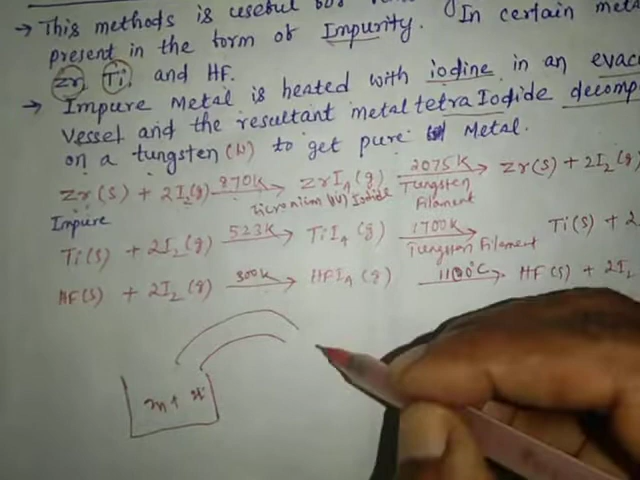 → This methods is useful In certain met
present in the form of Impurity.
Zr, Ti, and HF.
→ Impure Metal is heated with iodine in an evac
vessel and the resultant metal tetra Iodide decomp
on a tungsten (W) to get pure Metal.
Zr(s) + 2I2(g) 870K→ ZrI4(g) 2075K→ Zr(s) + 2I2(g)
Impure Zicronium (IV) Iodide Tungsten Filament
Ti(s) + 2I2(g) 523K→ TiI4(g) 1700K→ Ti(s) + 2
Tungsten Filament
HF(s) + 2I2(g) 300K→ HFI4(g) 1100°C→ HF(s) + 2I2
m +